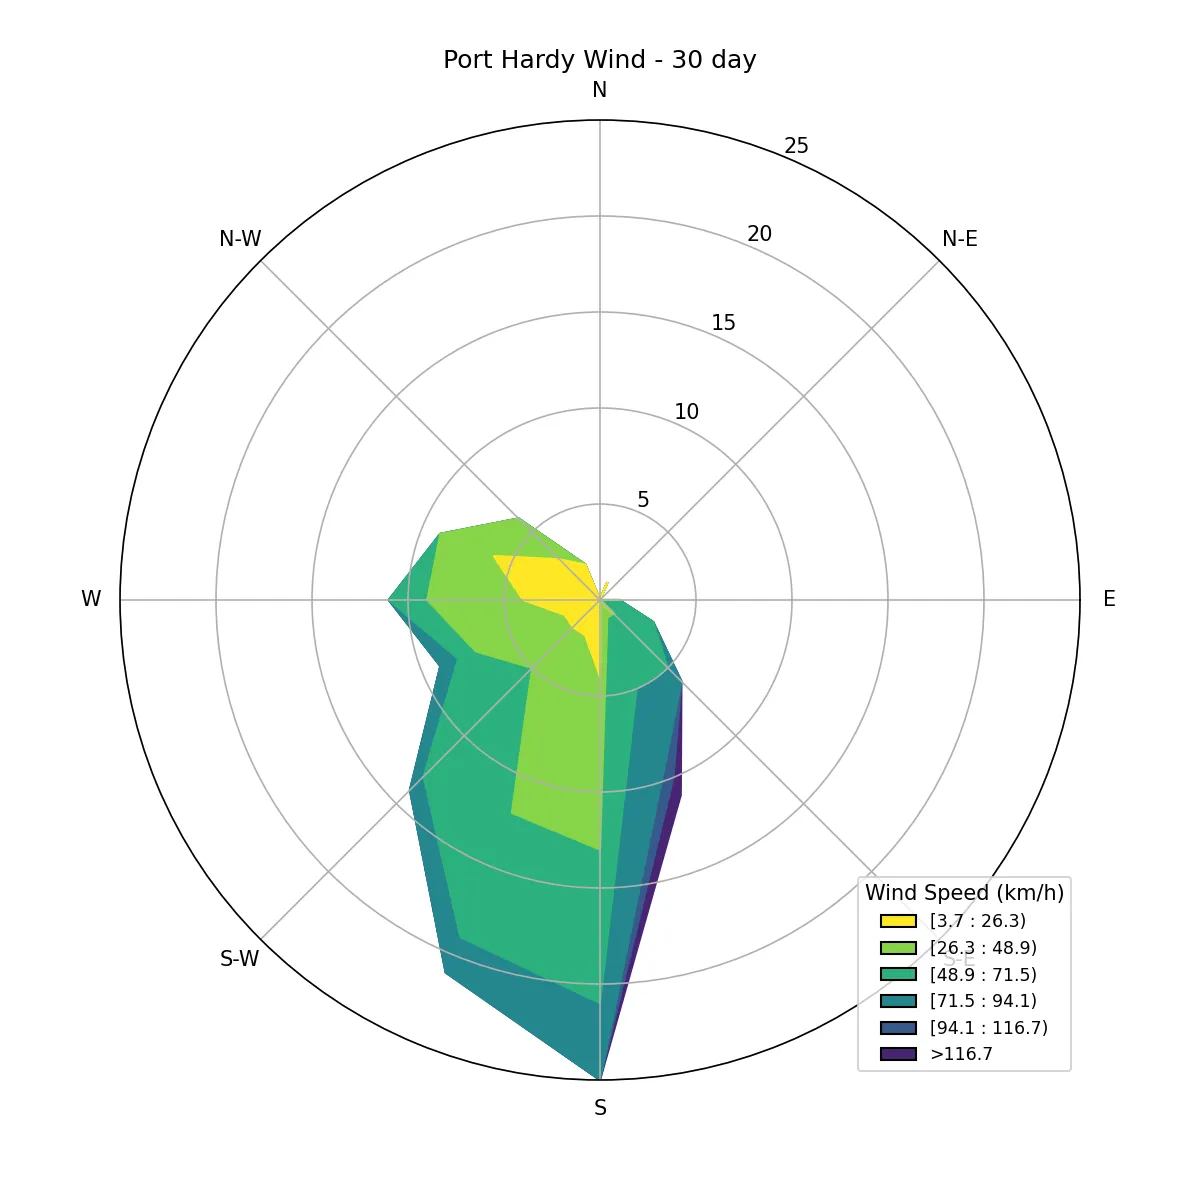 Port Hardy Wind - 30 day
N
25
N-W
N-E
20
15
10
5
W
E
Wind Speed (km/h)
[3.7 : 26.3)
[26.3 : 48.9)
S-W
S-E
[48.9 : 71.5)
[71.5 : 94.1)
[94.1 : 116.7)
>116.7
S